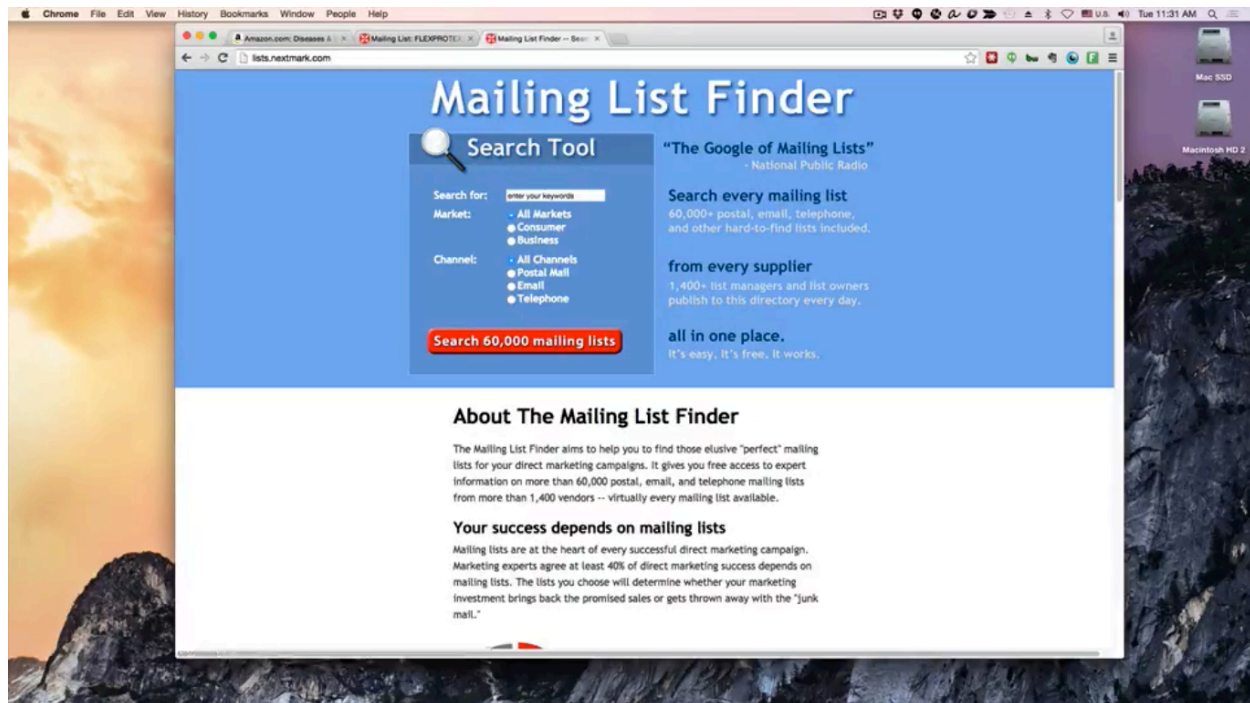 Chrome File Edit View History Bookmarks Window People Help
U.S. Tue 11:31 AM
Amazon.com: Diseases &
Mailing List: FLEXPROTEX
Mailing List Finder -- Sear
lists.nextmark.com
Mac SSD
Macintosh HD 2
Mailing List Finder
Search Tool
Search for: enter your keywords
Market: All Markets
Consumer
Business
Channel: All Channels
Postal Mail
Email
Telephone
Search 60,000 mailing lists
“The Google of Mailing Lists”
- National Public Radio
Search every mailing list
60,000+ postal, email, telephone,
and other hard-to-find lists included.
from every supplier
1,400+ list managers and list owners
publish to this directory every day.
all in one place.
It's easy. It's free. It works.
About The Mailing List Finder
The Mailing List Finder aims to help you to find those elusive "perfect" mailing
lists for your direct marketing campaigns. It gives you free access to expert
information on more than 60,000 postal, email, and telephone mailing lists
from more than 1,400 vendors -- virtually every mailing list available.
Your success depends on mailing lists
Mailing lists are at the heart of every successful direct marketing campaign.
Marketing experts agree at least 40% of direct marketing success depends on
mailing lists. The lists you choose will determine whether your marketing
investment brings back the promised sales or gets thrown away with the "junk
mail."